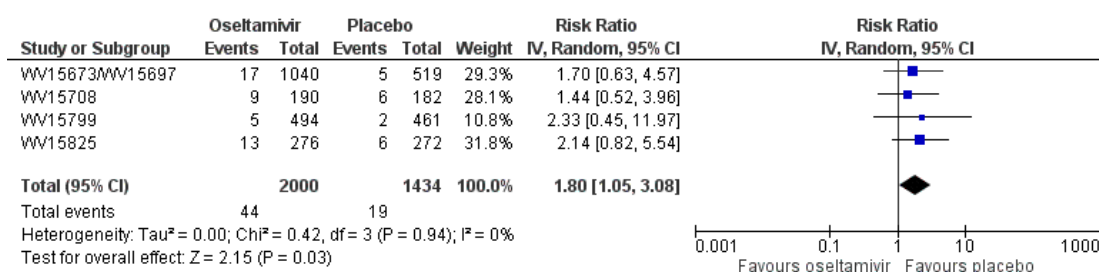 Oseltamivir Placebo Risk Ratio Risk Ratio
Study or Subgroup Events Total Events Total Weight IV, Random, 95% CI IV, Random, 95% CI
WV15673/WV15697 17 1040 5 519 29.3% 1.70 [0.63, 4.57]
WV15708 9 190 6 182 28.1% 1.44 [0.52, 3.96]
WV15799 5 494 2 461 10.8% 2.33 [0.45, 11.97]
WV15825 13 276 6 272 31.8% 2.14 [0.82, 5.54]
Total (95% CI) 2000 1434 100.0% 1.80 [1.05, 3.08]
Total events 44 19
Heterogeneity: Tau² = 0.00; Chi² = 0.42, df = 3 (P = 0.94); I² = 0%
Test for overall effect: Z = 2.15 (P = 0.03)
0.001 0.1 1 10 1000
Favours oseltamivir Favours placebo